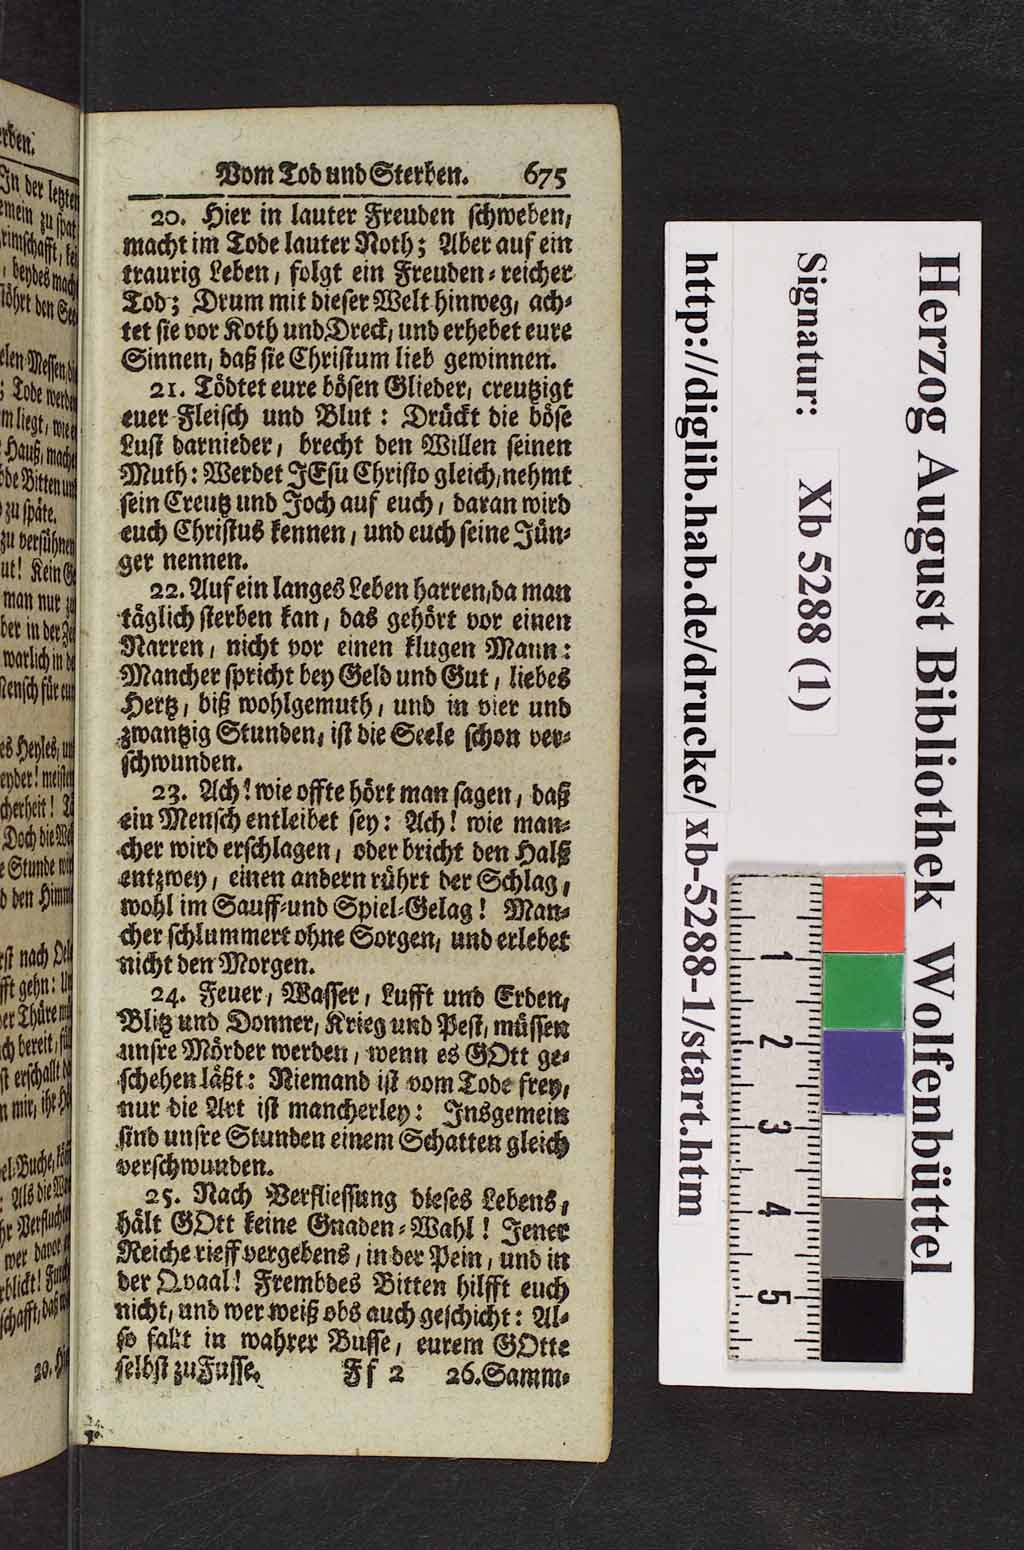 Vom Tod und Sterben. 675
20. Hier in lauter Freuden schweben,
macht im Tode lauter Noth; Aber auf ein
traurig Leben, folgt ein Freuden-reicher
Tod; Drum mit dieser Welt hinweg, ach-
tet sie vor Koth und Dreck, und erhebet eure
Sinnen, daß sie Christum lieb gewinnen.
21. Tödtet eure bösen Glieder, creutzigt
euer Fleisch und Blut: Drückt die böse
Lust darnieder, brecht den Willen seinen
Muth: Werdet JEsu Christo gleich, nehmt
sein Creutz und Joch auf euch, daran wird
euch Christus kennen, und euch seine Jün-
ger nennen.
22. Auf ein langes Leben harren, da man
täglich sterben kan, das gehört vor einen
Narren, nicht vor einen klugen Mann:
Mancher spricht bey Geld und Gut, liebes
Hertz, biß wohlgemuth, und in vier und
zwantzig Stunden, ist die Seele schon ver-
schwunden.
23. Ach! wie offte hört man sagen, daß
ein Mensch entleibet sey: Ach! wie man-
cher wird erschlagen, oder bricht den Halß
entzwey, einen andern rührt der Schlag,
wohl im Sauff-und Spiel-Gelag! Man-
cher schlummert ohne Sorgen, und erlebet
nicht den Morgen.
24. Feuer, Wasser, Lufft und Erden,
Blitz und Donner, Krieg und Pest, müssen
unsre Mörder werden, wenn es GOtt ge-
schehen läßt: Niemand ist vom Tode frey,
nur die Art ist mancherley: Insgemein
sind unsre Stunden einem Schatten gleich
verschwunden.
25. Nach Verfliessung dieses Lebens,
hält GOtt keine Gnaden-Wahl! Jener
Reiche rieff vergebens, in der Pein, und in
der Qvaal! Frembdes Bitten hilfft euch
nicht, und wer weiß obs auch geschicht: Al-
so fallt in wahrer Busse, eurem GOtte
selbst zu Fusse. Ff 2 26. Samm-
Herzog August Bibliothek Wolfenbüttel
Signatur: Xb 5288 (1)
http://diglib.hab.de/drucke/xb-5288-1/start.htm
1
2
3
4
5